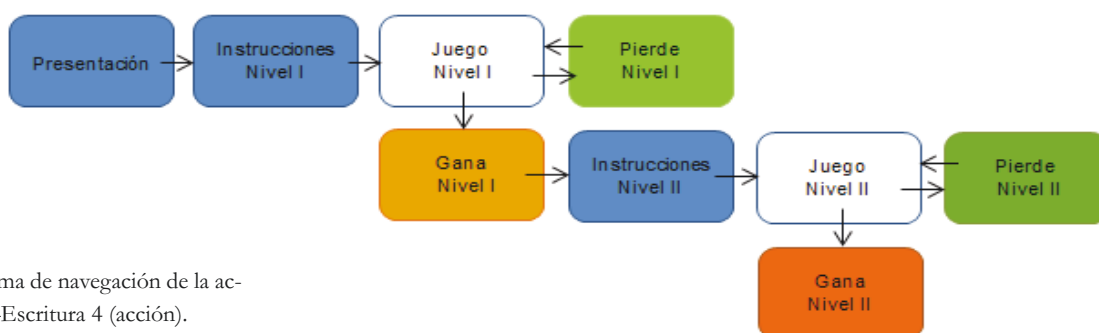 Presentación
Instrucciones
Nivel I
Juego
Nivel I
Pierde
Nivel I
Gana
Nivel I
Instrucciones
Nivel II
Juego
Nivel II
Pierde
Nivel II
Gana
Nivel II
ma de navegación de la ac-
Escritura 4 (acción).